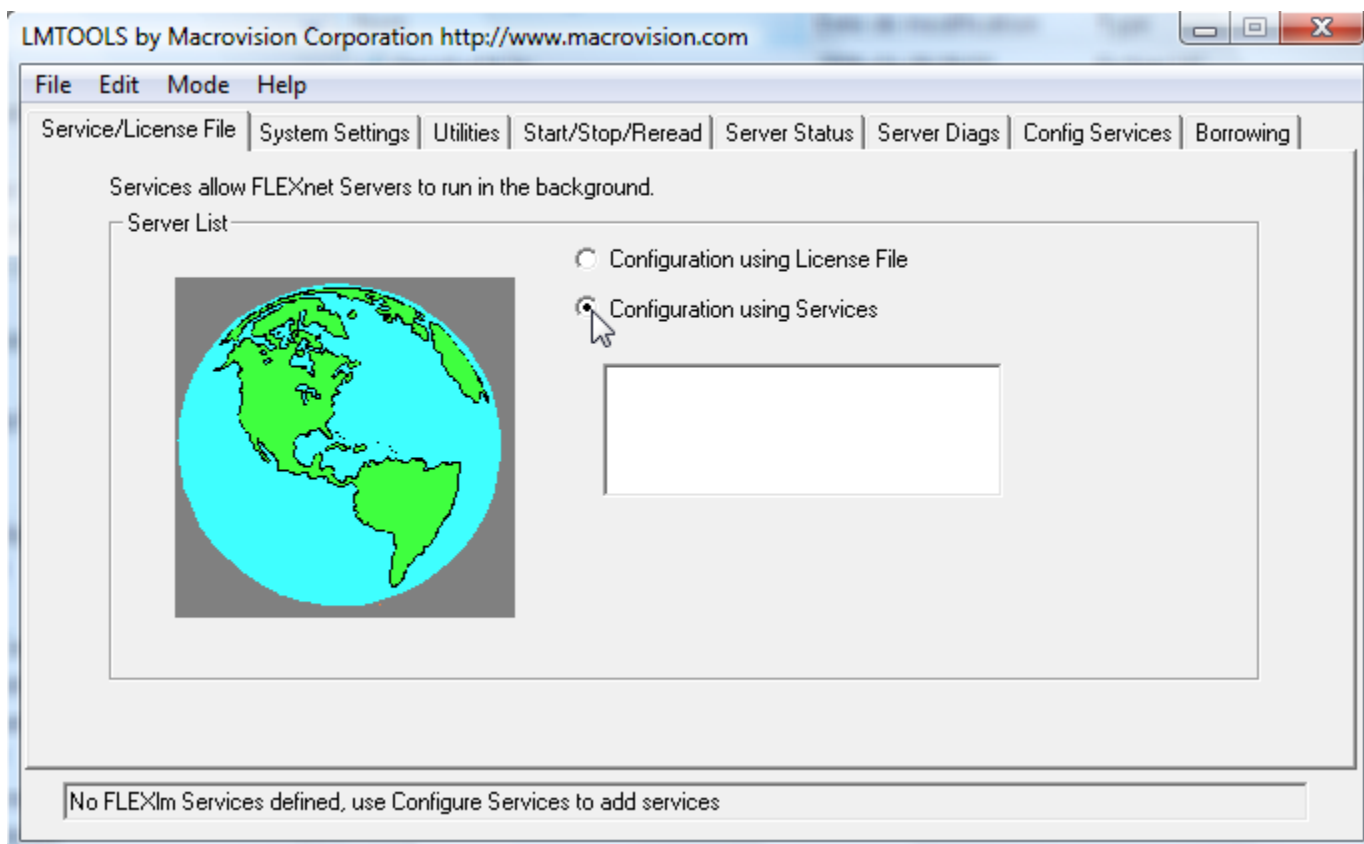 LMTOOLS by Macrovision Corporation http://www.macrovision.com
File Edit Mode Help
Service/License File System Settings Utilities Start/Stop/Reread Server Status Server Diags Config Services Borrowing
Services allow FLEXnet Servers to run in the background.
Server List
Configuration using License File
Configuration using Services
No FLEXlm Services defined, use Configure Services to add services